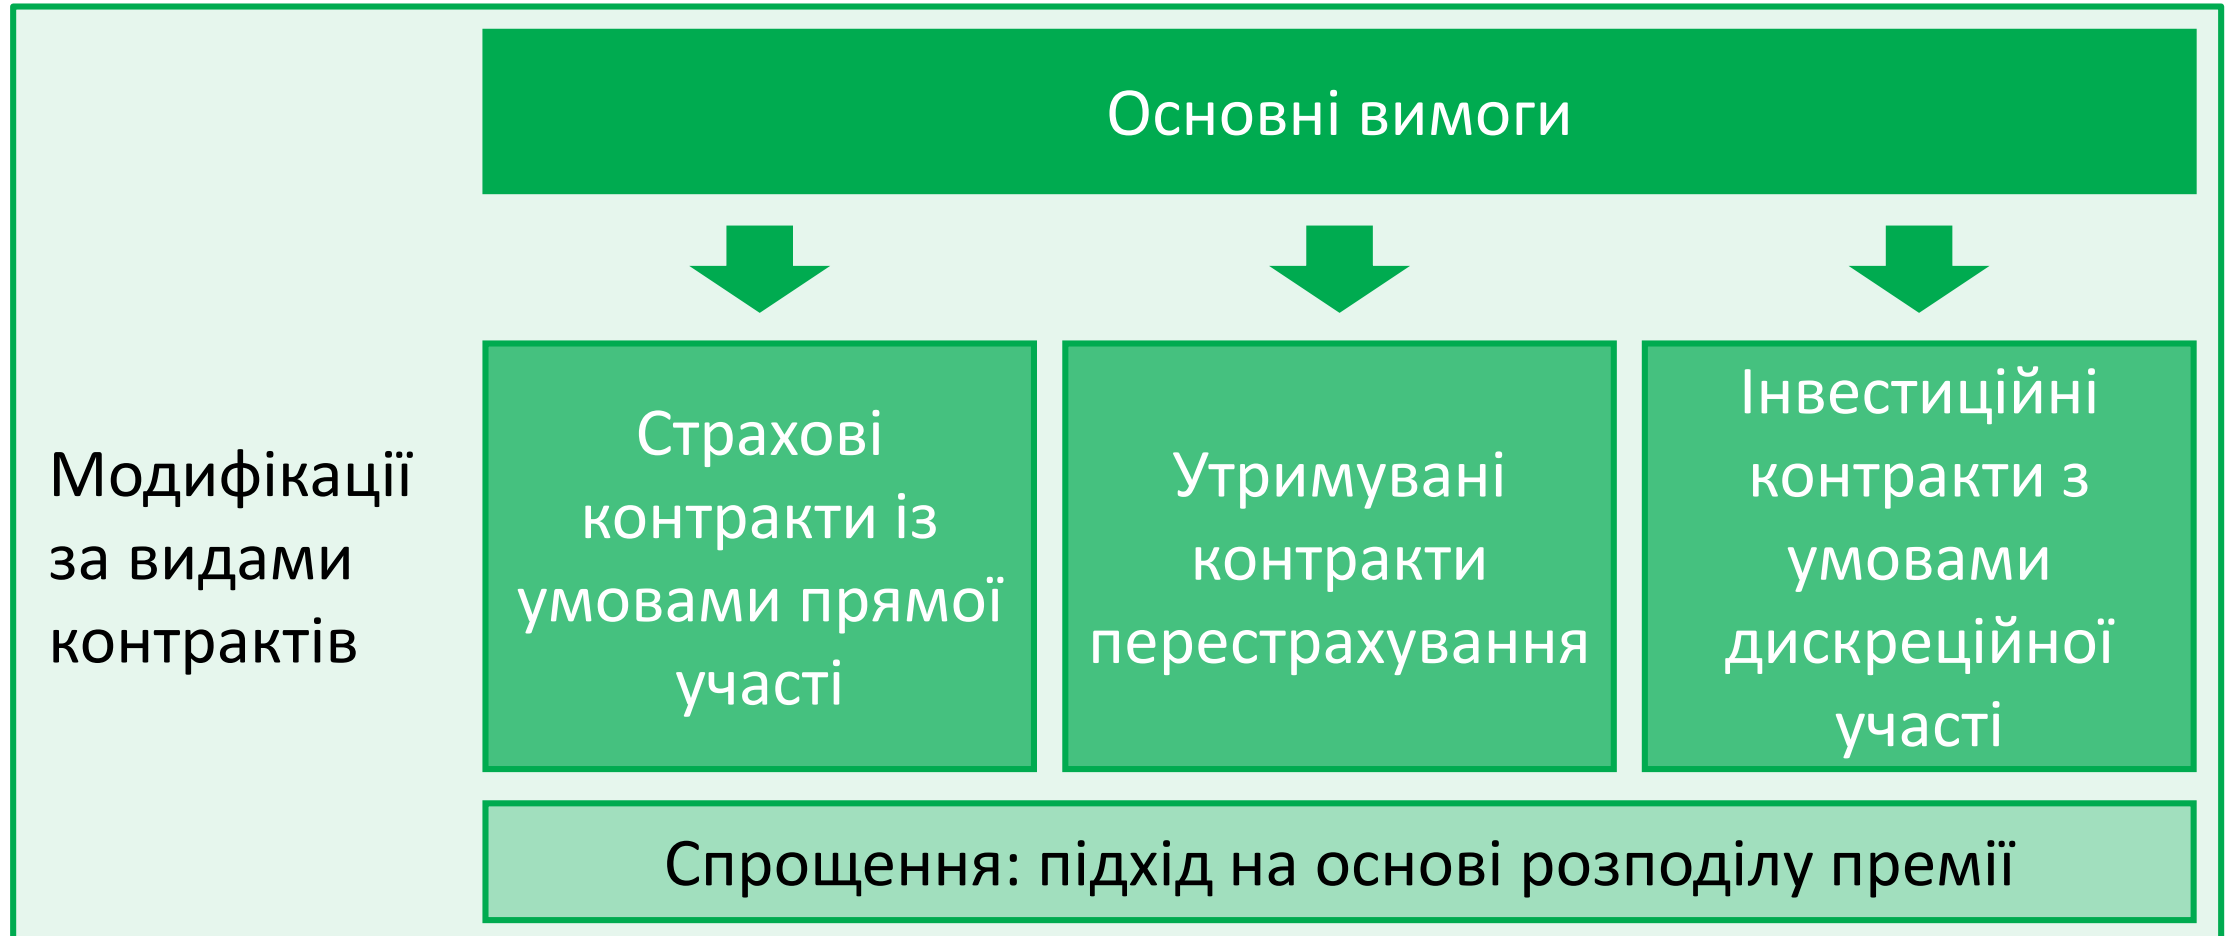 Основні вимоги
Модифікації
за видами
контрактів
Страхові
контракти із
умовами прямої
участі
Утримувані
контракти
перестрахування
Інвестиційні
контракти з
умовами
дискреційної
участі
Спрощення: підхід на основі розподілу премії